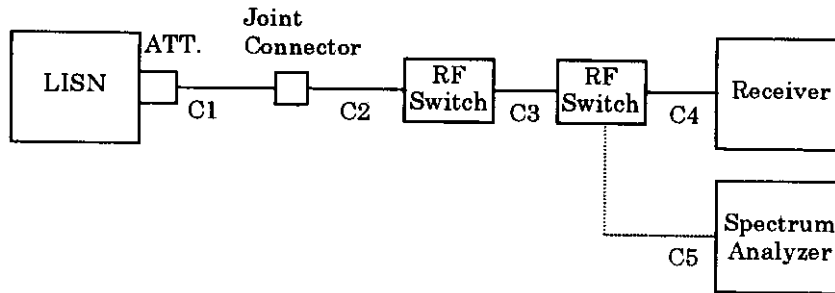 LISN
ATT.
C1
Joint
Connector
C2
RF
Switch
C3
RF
Switch
C4
Receiver
C5
Spectrum
Analyzer